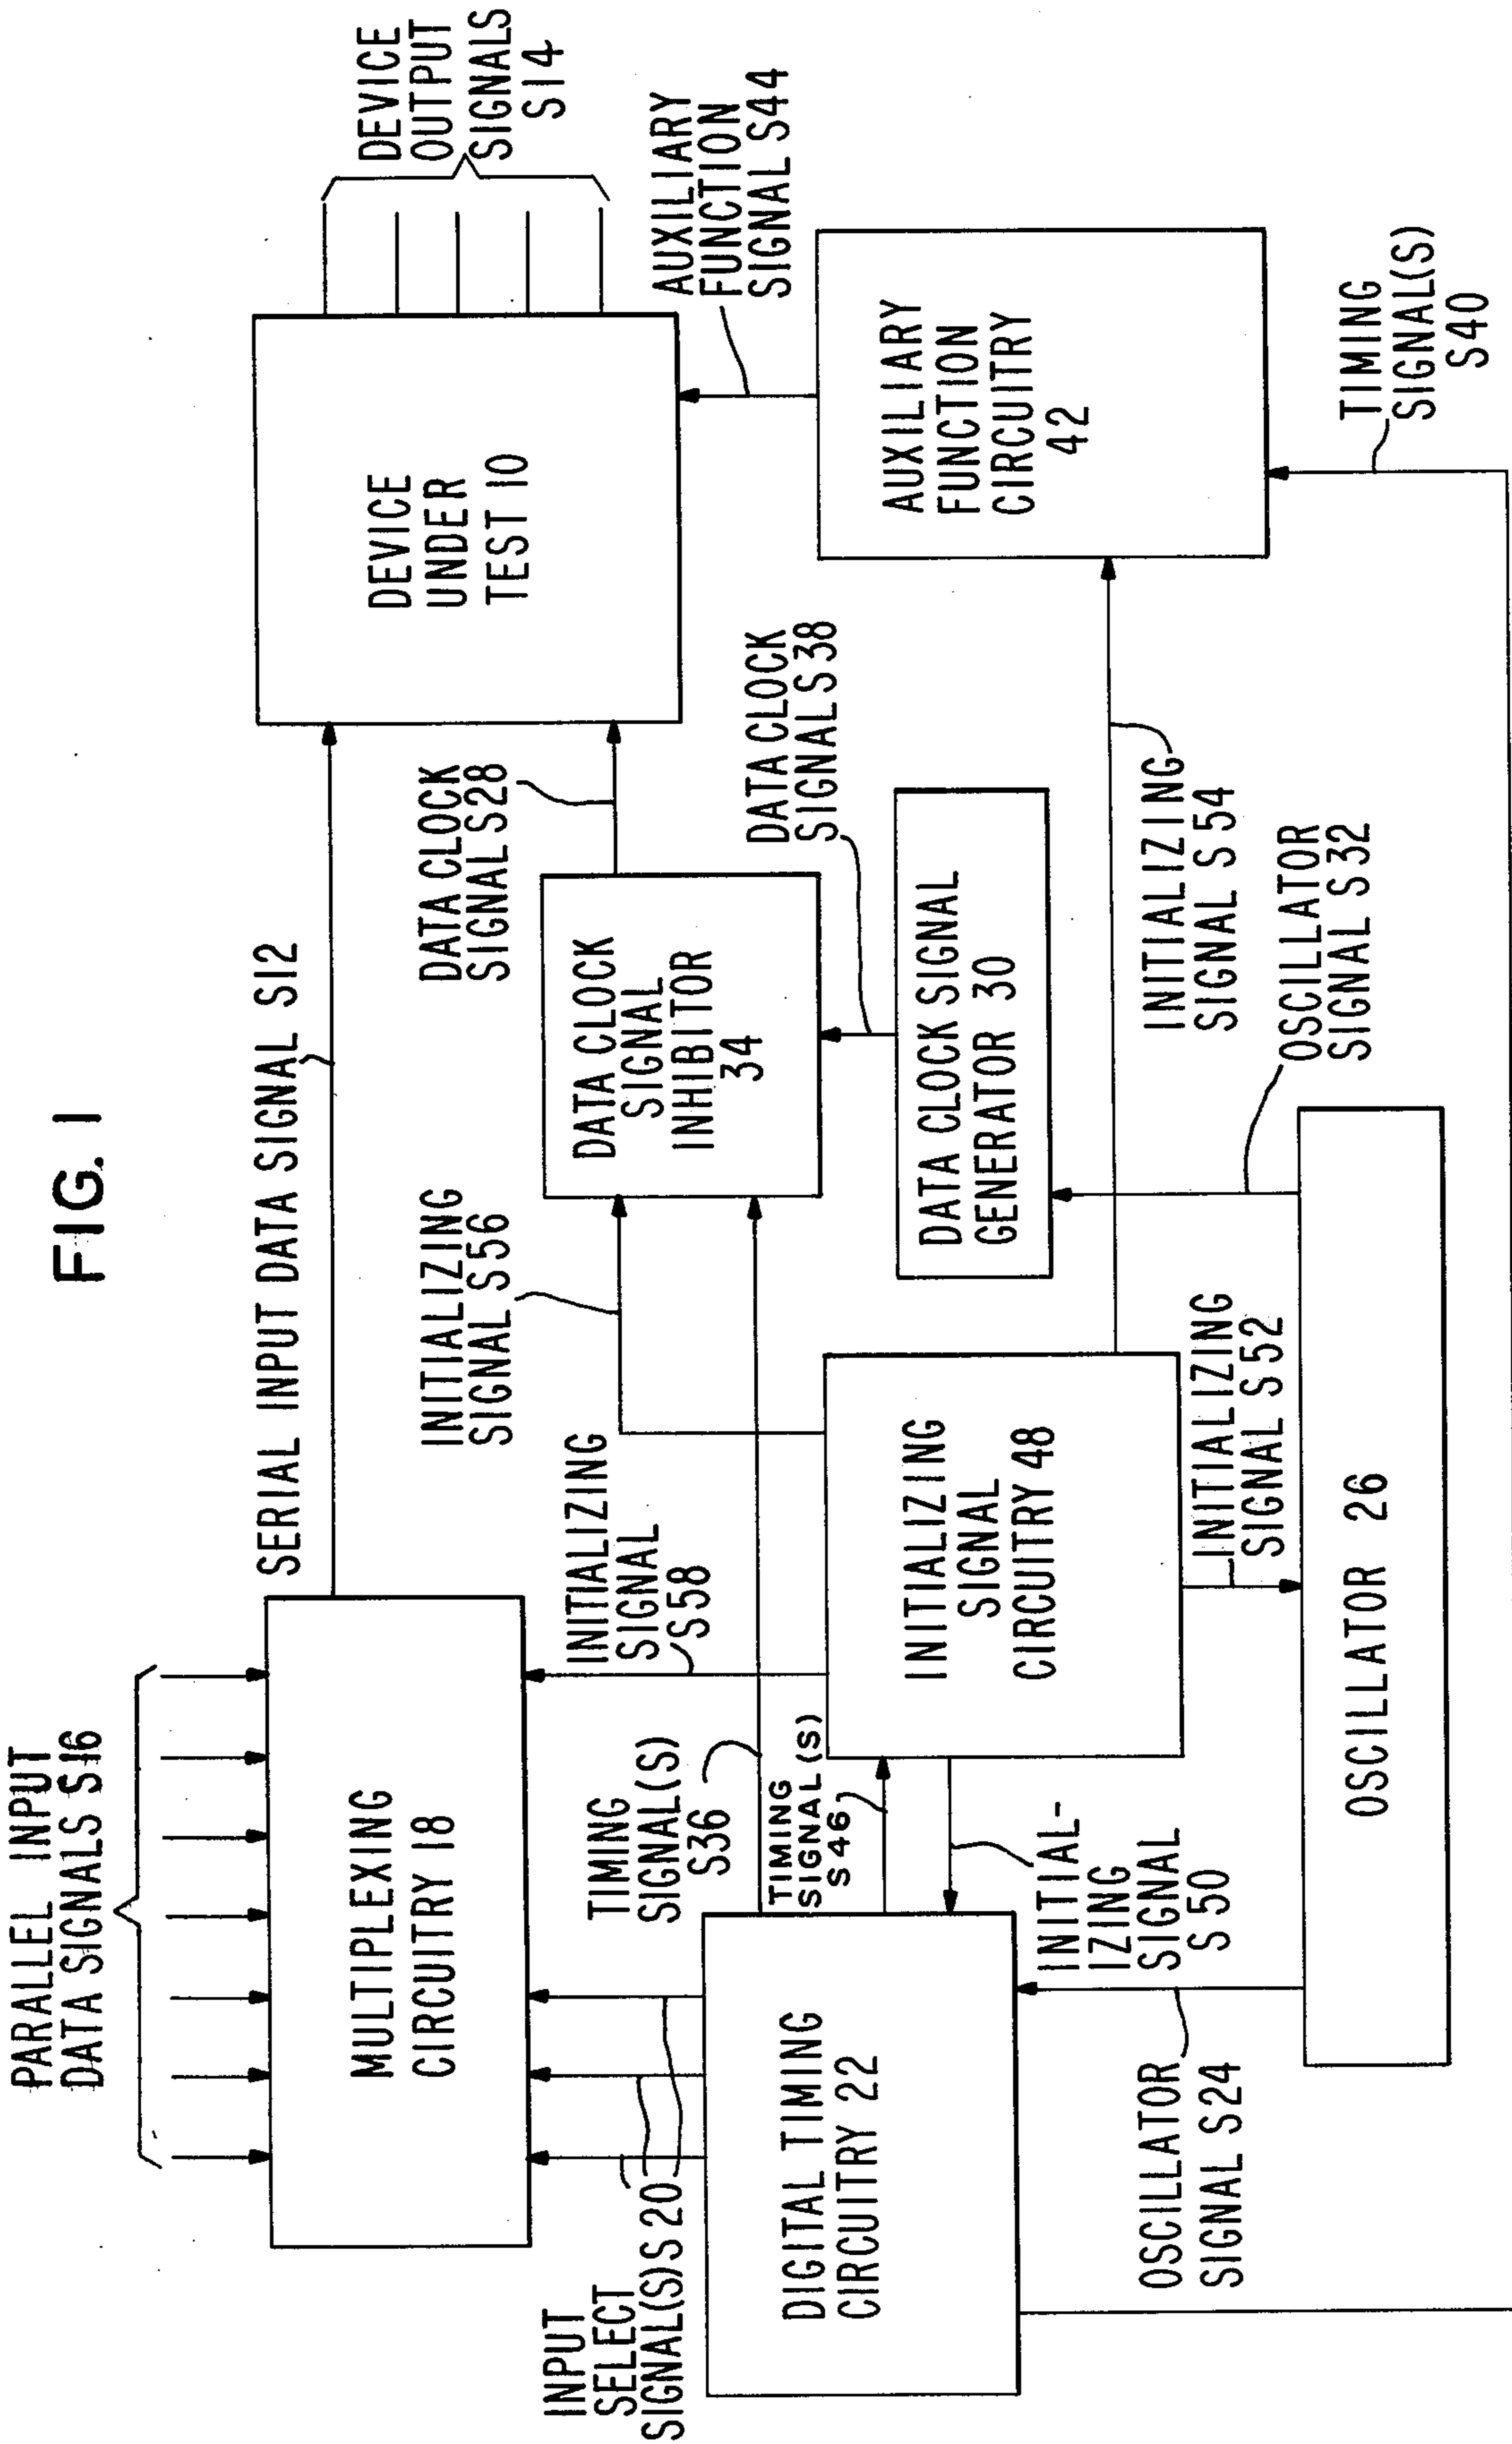 FIG. 1
PARALLEL INPUT
DATA SIGNALS S16
SERIAL INPUT DATA SIGNAL S12
DEVICE
OUTPUT
SIGNALS
S14
MULTIPLEXING
CIRCUITRY 18
DEVICE
UNDER
TEST 10
INITIALIZING
SIGNAL S56
DATA CLOCK
SIGNAL S28
INPUT
SELECT
SIGNAL(S) S20
TIMING
SIGNAL(S)
S36
INITIALIZING
SIGNAL
S58
DATA CLOCK
SIGNAL
INHIBITOR
34
AUXILIARY
FUNCTION
SIGNAL S44
TIMING
SIGNAL(S)
S46
DATA CLOCK
SIGNAL S38
DIGITAL TIMING
CIRCUITRY 22
INITIALIZING
SIGNAL
CIRCUITRY 48
DATA CLOCK SIGNAL
GENERATOR 30
AUXILIARY
FUNCTION
CIRCUITRY
42
INITIAL-
IZING
SIGNAL
S50
OSCILLATOR
SIGNAL S24
INITIALIZING
SIGNAL S52
INITIALIZING
SIGNAL S54
OSCILLATOR
SIGNAL S32
OSCILLATOR 26
TIMING
SIGNAL(S)
S40